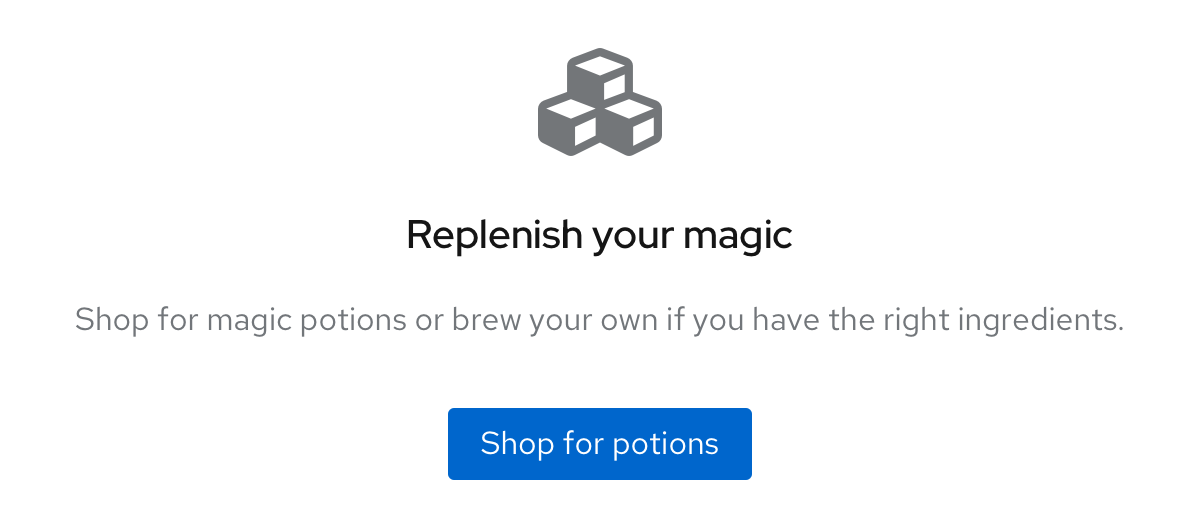 Replenish your magic
Shop for magic potions or brew your own if you have the right ingredients.
Shop for potions